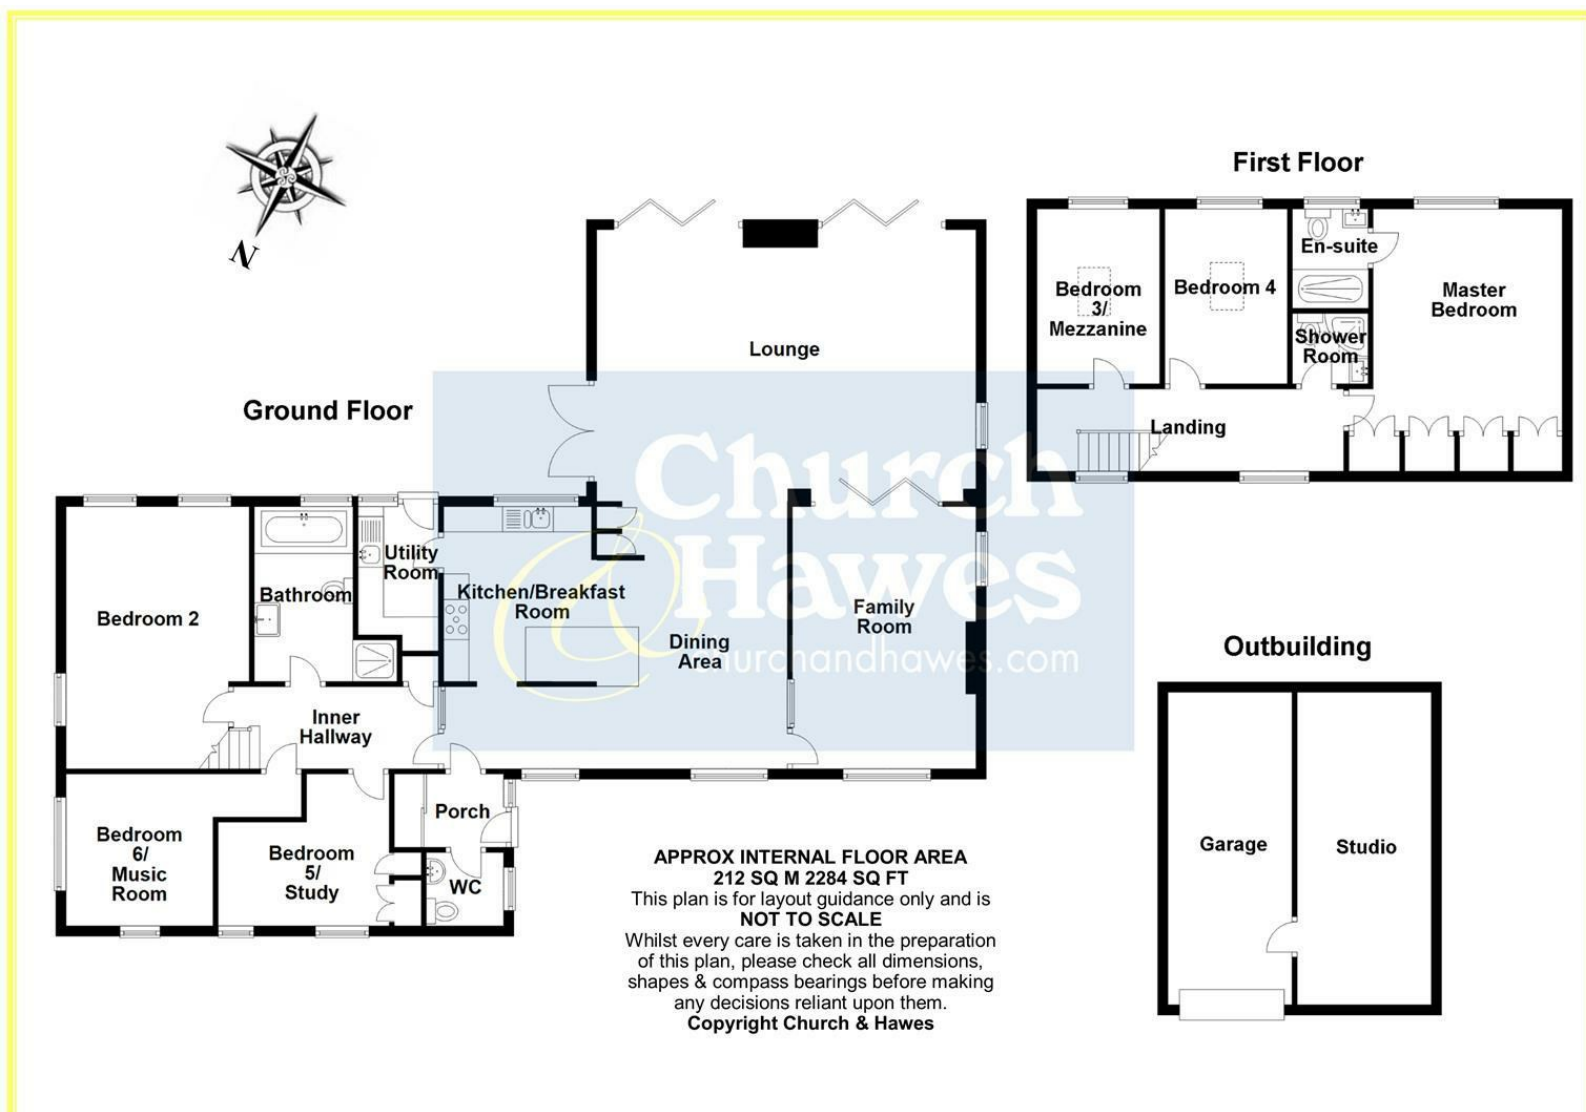 N
First Floor
Bedroom
3/
Mezzanine
Bedroom 4
En-suite
Master
Bedroom
Shower
Room
Landing
Ground Floor
Lounge
Bedroom 2
Bathroom
Utility
Room
Kitchen/Breakfast
Room
Dining
Area
Family
Room
Inner
Hallway
Bedroom
6/
Music
Room
Bedroom
5/
Study
Porch
WC
Church
& Hawes
churchandhawes.com
Outbuilding
Garage
Studio
APPROX INTERNAL FLOOR AREA
212 SQ M 2284 SQ FT
This plan is for layout guidance only and is
NOT TO SCALE
Whilst every care is taken in the preparation
of this plan, please check all dimensions,
shapes & compass bearings before making
any decisions reliant upon them.
Copyright Church & Hawes